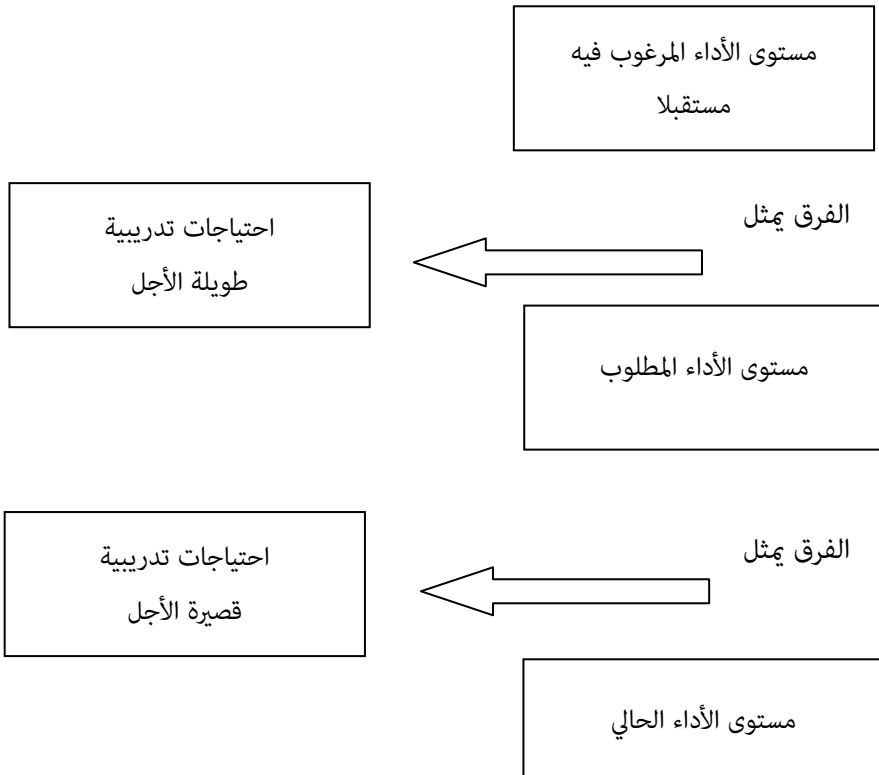 مستوى الأداء المرغوب فيه
مستقبلا
الفرق يمثل
احتياجات تدريبية
طويلة الأجل
مستوى الأداء المطلوب
الفرق يمثل
احتياجات تدريبية
قصيرة الأجل
مستوى الأداء الحالي